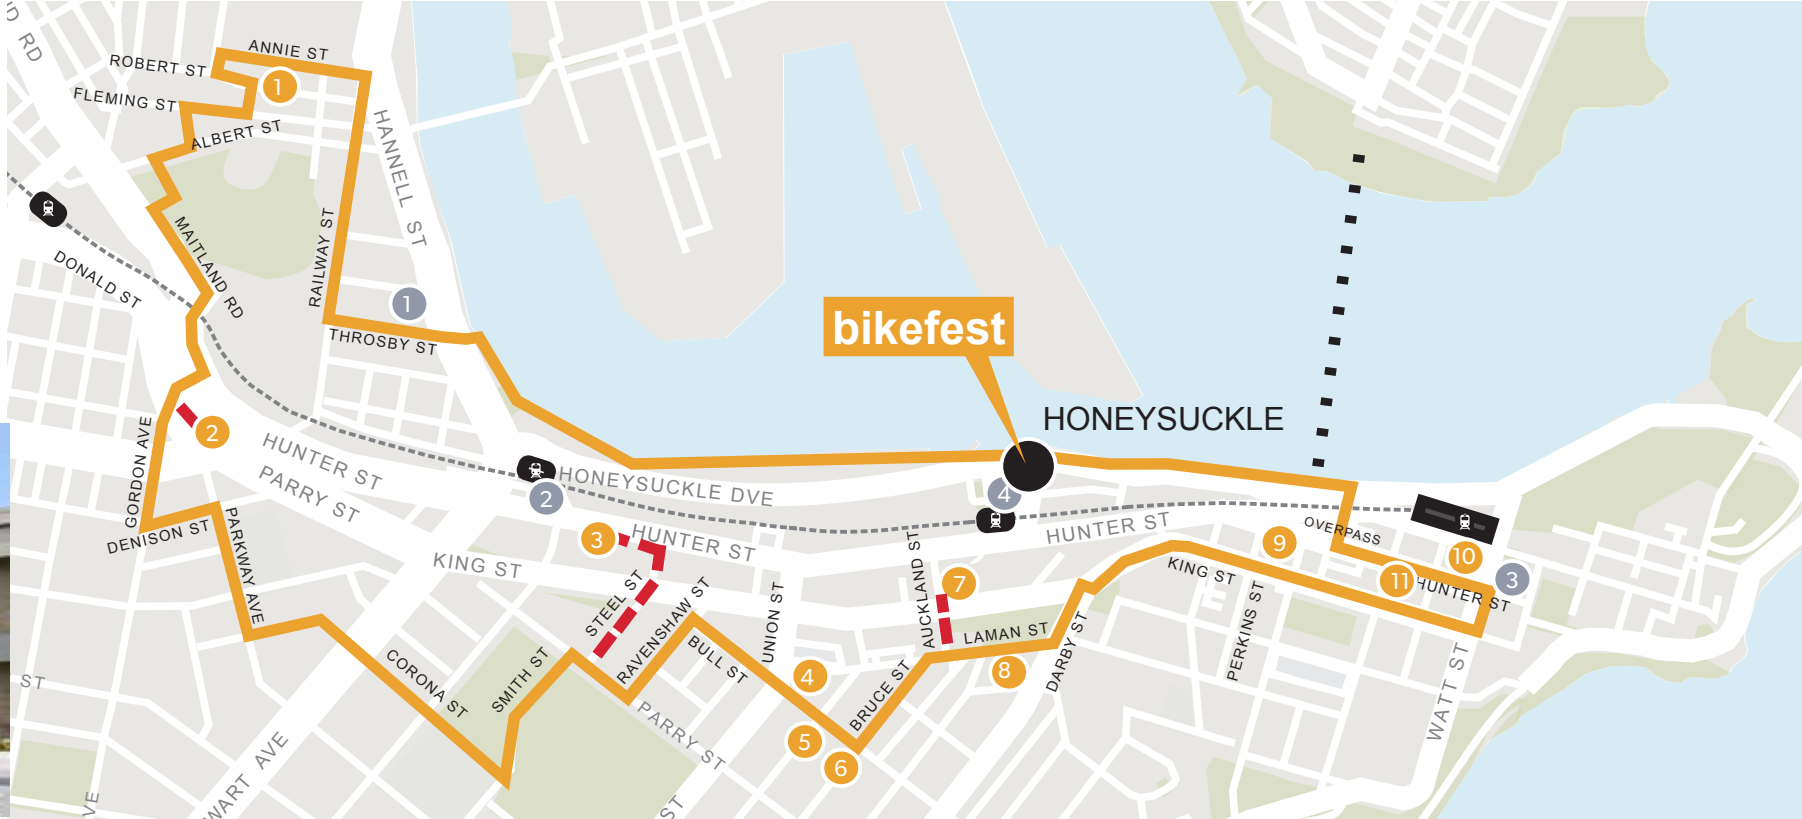 D RD
ANNIE ST
ROBERT ST
1
FLEMING ST
ALBERT ST
HANNELL ST
MAITLAND RD
RAILWAY ST
DONALD ST
1
THROSBY ST
bikefest
HONEYSUCKLE
GORDON AVE
2
HUNTER ST
PARRY ST
HONEYSUCKLE DVE
2
4
DENISON ST
PARKWAY AVE
3
HUNTER ST
HUNTER ST
OVERPASS
9
10
KING ST
STEEL ST
RAVENSHAW ST
UNION ST
AUCKLAND ST
7
KING ST
11
HUNTER ST
3
LAMAN ST
DARBY ST
PERKINS ST
WATT ST
CORONA ST
SMITH ST
BULL ST
4
8
BRUCE ST
PARRY ST
5
6
ST
WART AVE
VE
ST